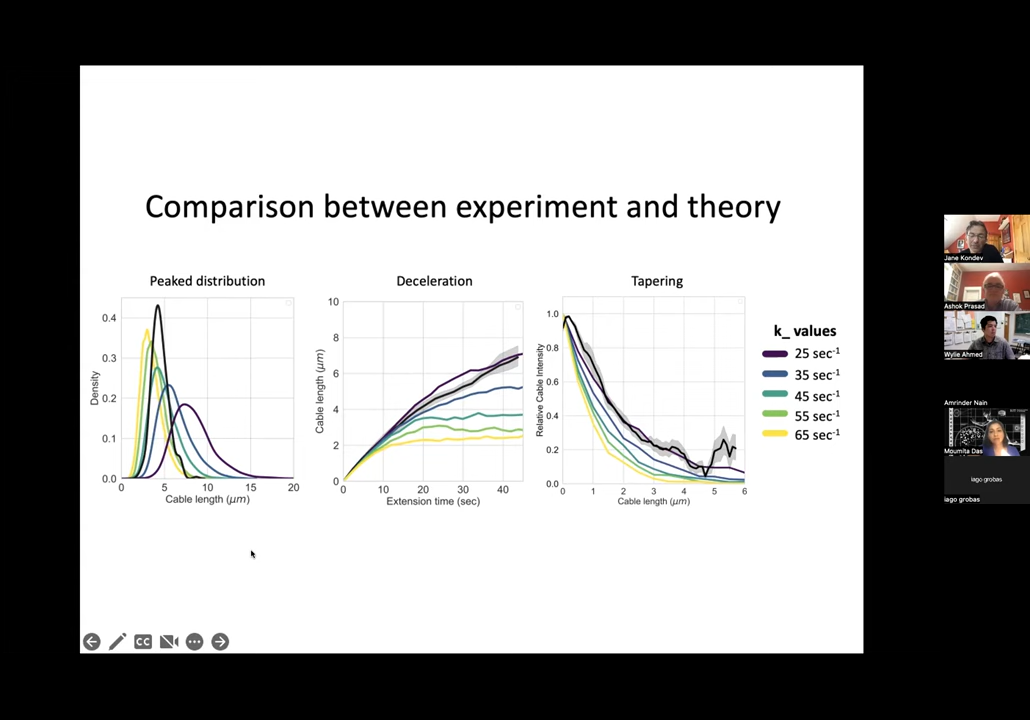 Comparison between experiment and theory
Peaked distribution
Deceleration
Tapering
Density
0.4
0.3
0.2
0.1
0.0
0 5 10 15 20
Cable length (μm)
Cable length (μm)
10
8
6
4
2
0
0 10 20 30 40
Extension time (sec)
Relative Cable Intensity
1.0
0.8
0.6
0.4
0.2
0.0
0 1 2 3 4 5 6
Cable length (μm)
k_ values
25 sec⁻¹
35 sec⁻¹
45 sec⁻¹
55 sec⁻¹
65 sec⁻¹
CC
Jane Kondev
Ashok Prasad
Wylie Ahmed
Amrinder Nain
Moumita Das
iago grobas
iago grobas